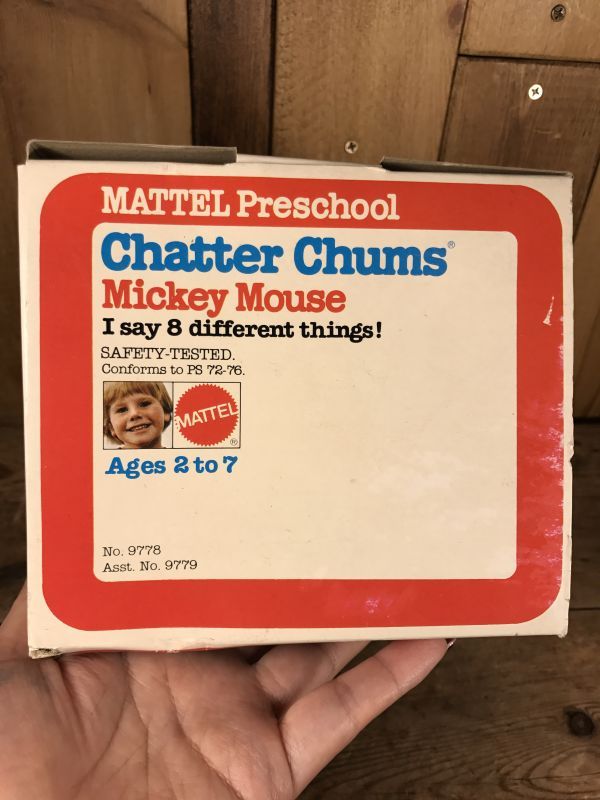 MATTEL Preschool
Chatter Chums®
Mickey Mouse
I say 8 different things!
SAFETY-TESTED.
Conforms to PS 72-76.
MATTEL®
Ages 2 to 7
No. 9778
Asst. No. 9779